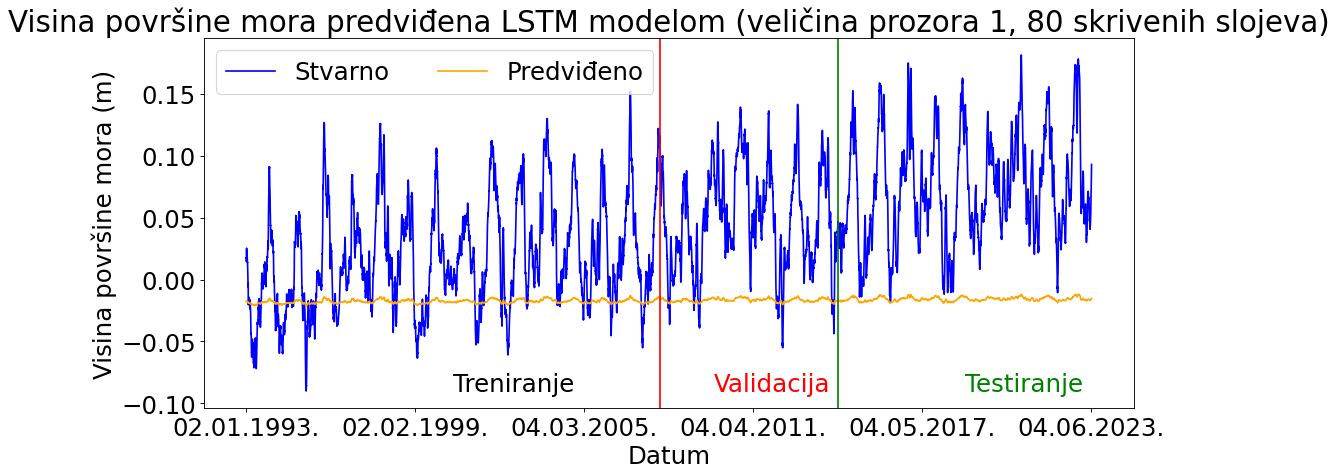 Visina površine mora predviđena LSTM modelom (veličina prozora 1, 80 skrivenih slojeva)
Stvarno
Predviđeno
Visina površine mora (m)
0.15
0.10
0.05
0.00
−0.05
−0.10
Treniranje
Validacija
Testiranje
02.01.1993.
02.02.1999.
04.03.2005.
04.04.2011.
04.05.2017.
04.06.2023.
Datum